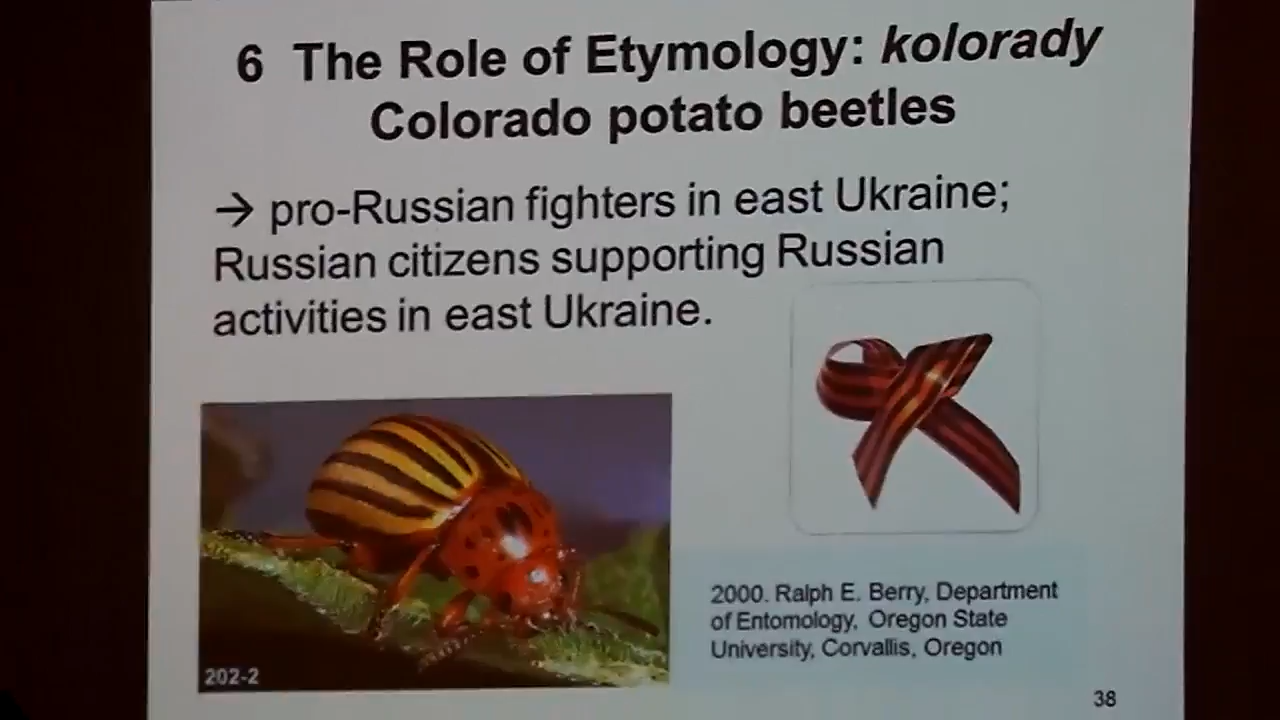 6 The Role of Etymology: kolorady
Colorado potato beetles
→ pro-Russian fighters in east Ukraine;
Russian citizens supporting Russian
activities in east Ukraine.
2000. Ralph E. Berry, Department
of Entomology, Oregon State
University, Corvallis, Oregon
202-2
38